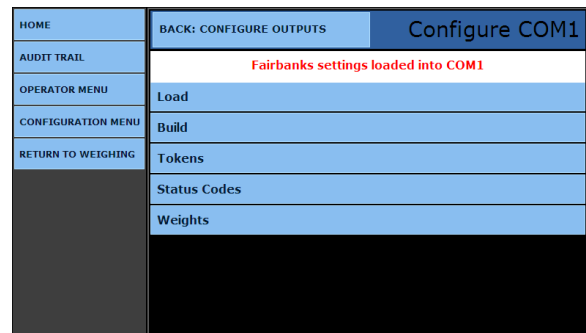 HOME
AUDIT TRAIL
OPERATOR MENU
CONFIGURATION MENU
RETURN TO WEIGHING
BACK: CONFIGURE OUTPUTS
Configure COM1
Fairbanks settings loaded into COM1
Load
Build
Tokens
Status Codes
Weights